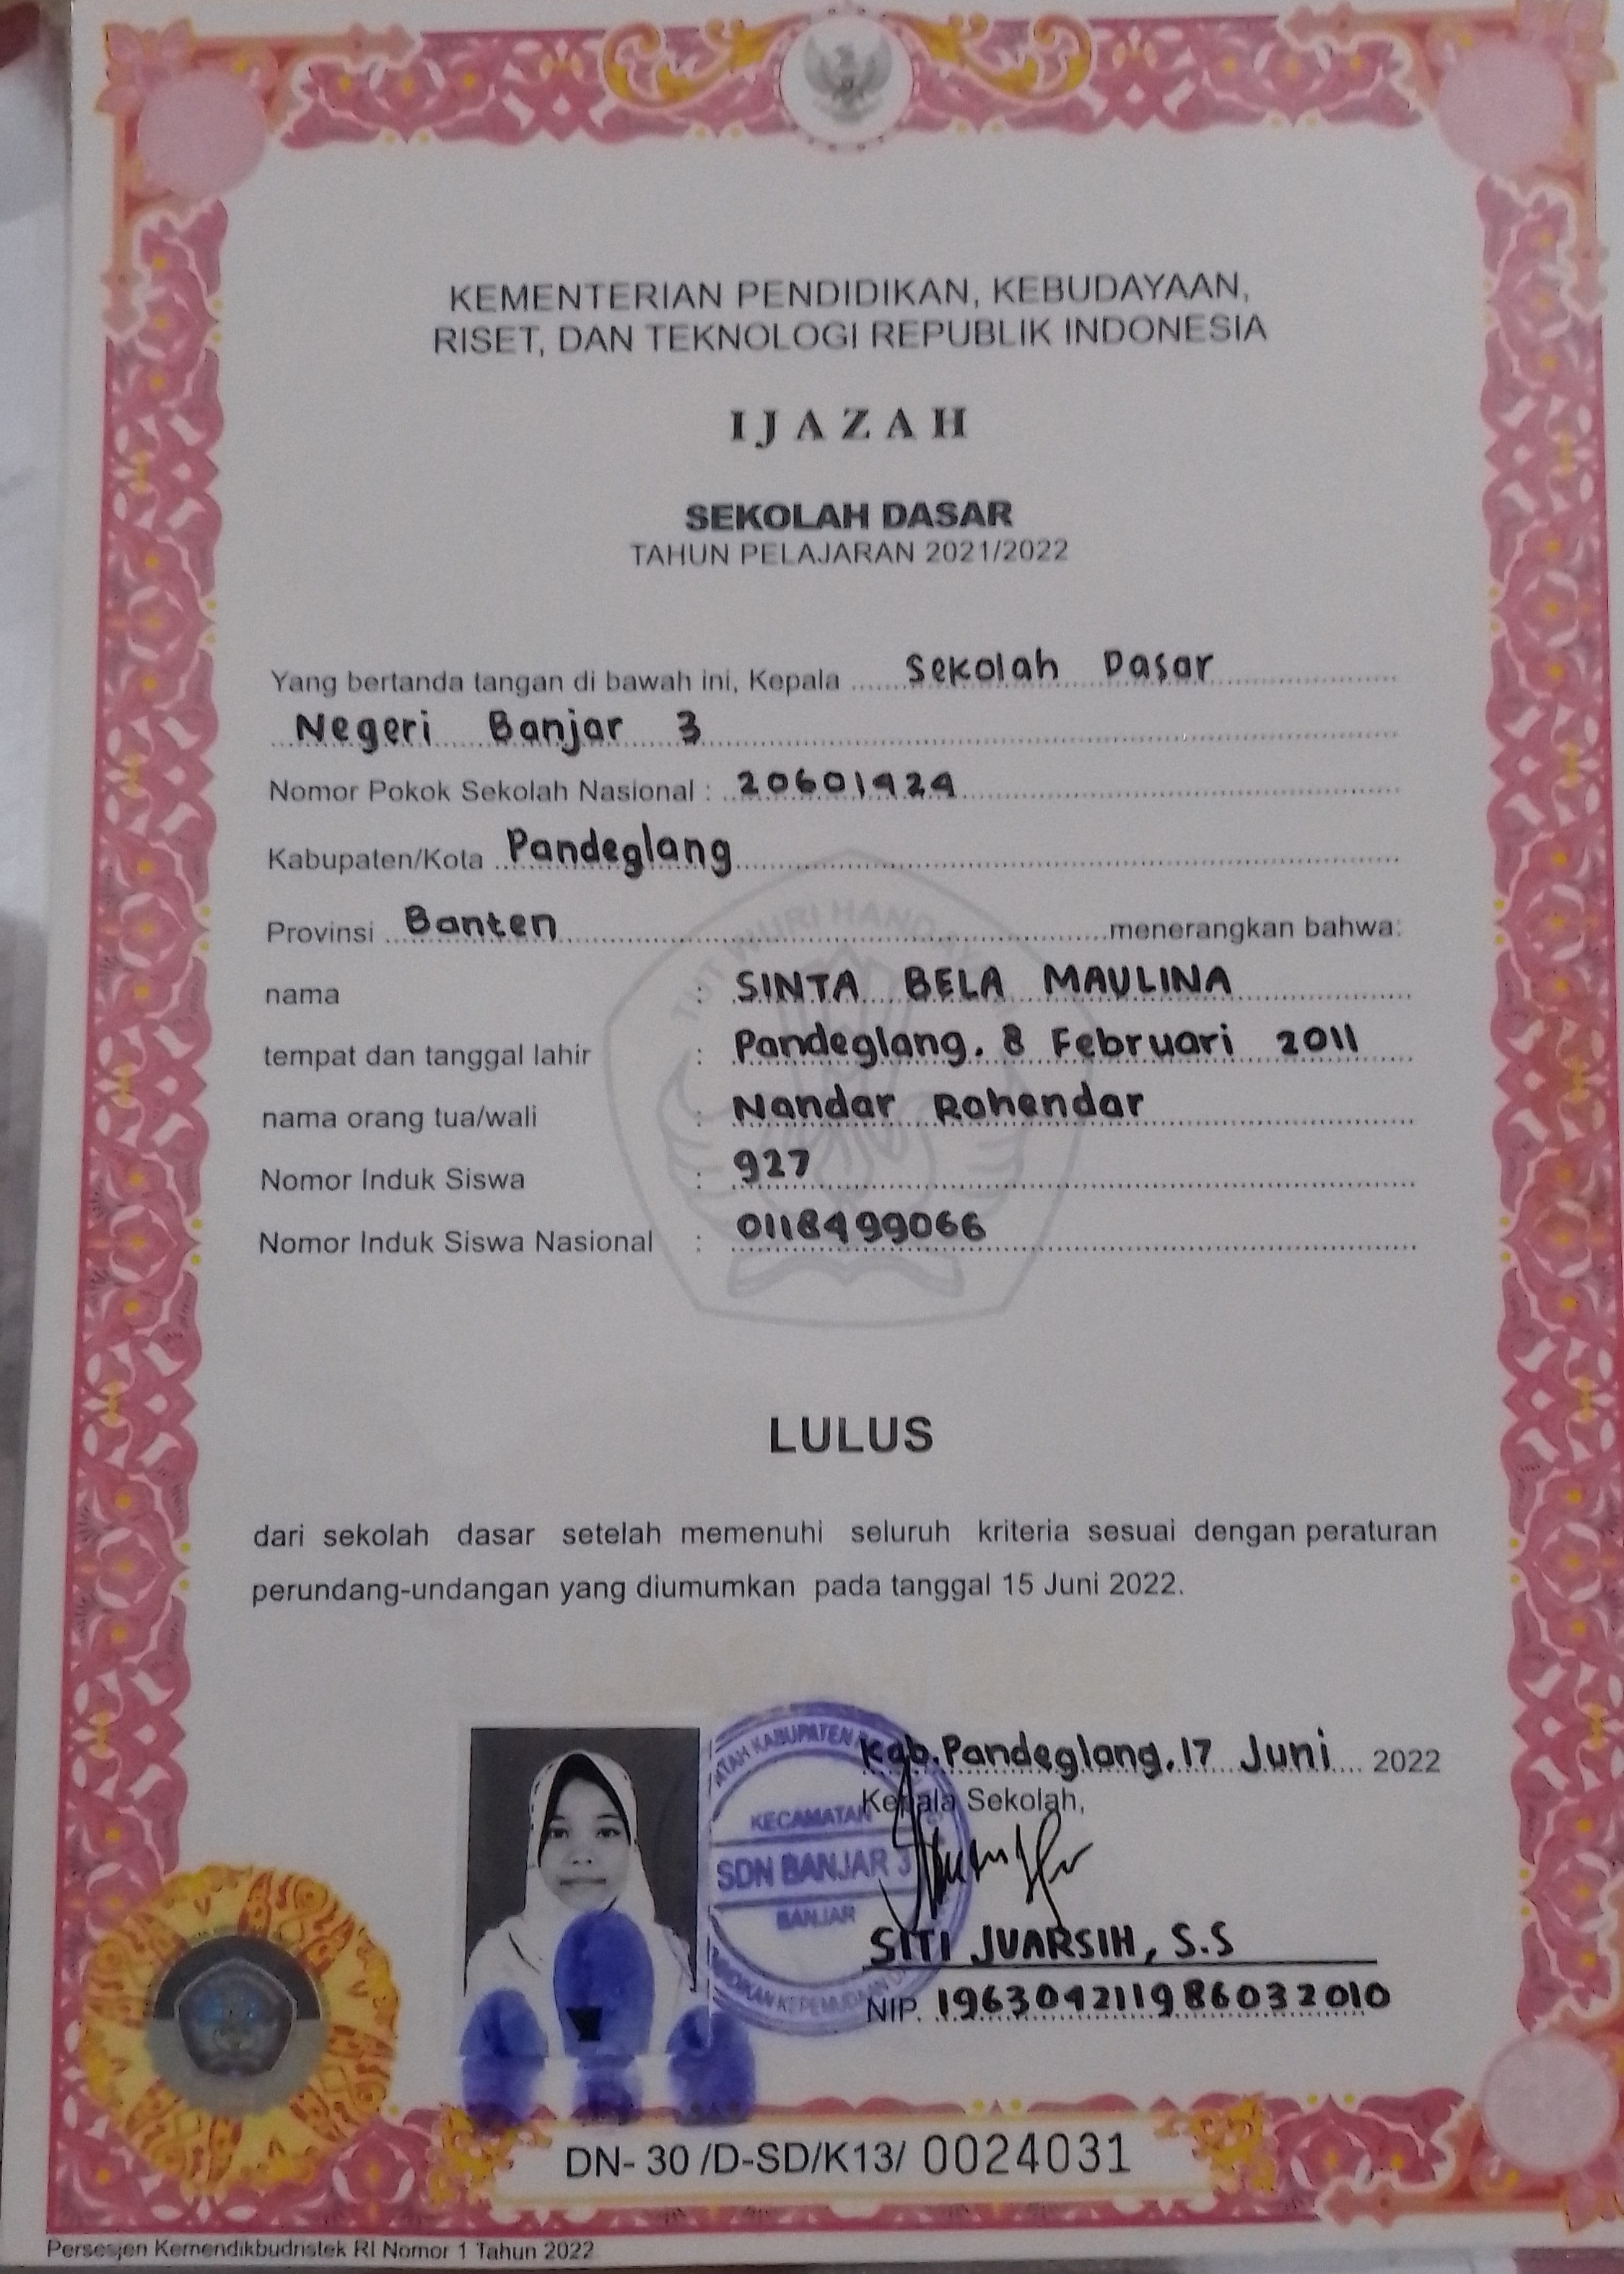 KEMENTERIAN PENDIDIKAN, KEBUDAYAAN,
RISET, DAN TEKNOLOGI REPUBLIK INDONESIA
IJAZAH
SEKOLAH DASAR
TAHUN PELAJARAN 2021/2022
Yang bertanda tangan di bawah ini, Kepala Sekolah Dasar
Negeri Banjar 3
Nomor Pokok Sekolah Nasional : 20601424
Kabupaten/Kota Pandeglang
Provinsi Banten menerangkan bahwa:
nama : SINTA BELA MAULINA
tempat dan tanggal lahir : Pandeglang, 8 Februari 2011
nama orang tua/wali : Nandar Rohendar
Nomor Induk Siswa : 927
Nomor Induk Siswa Nasional : 0118499066
TUT WURI
LULUS
dari sekolah dasar setelah memenuhi seluruh kriteria sesuai dengan peraturan
perundang-undangan yang diumumkan pada tanggal 15 Juni 2022.
Kab. Pandeglang, 17 Juni 2022
Kepala Sekolah,
KABUPATEN
KECAMATAN
SDN BANJAR 3
BANJAR
SITI JUARSIH, S.S
NIP. 196304211986032010
DN- 30 /D-SD/K13/ 0024031
Persesjen Kemendikbudristek RI Nomor 1 Tahun 2022